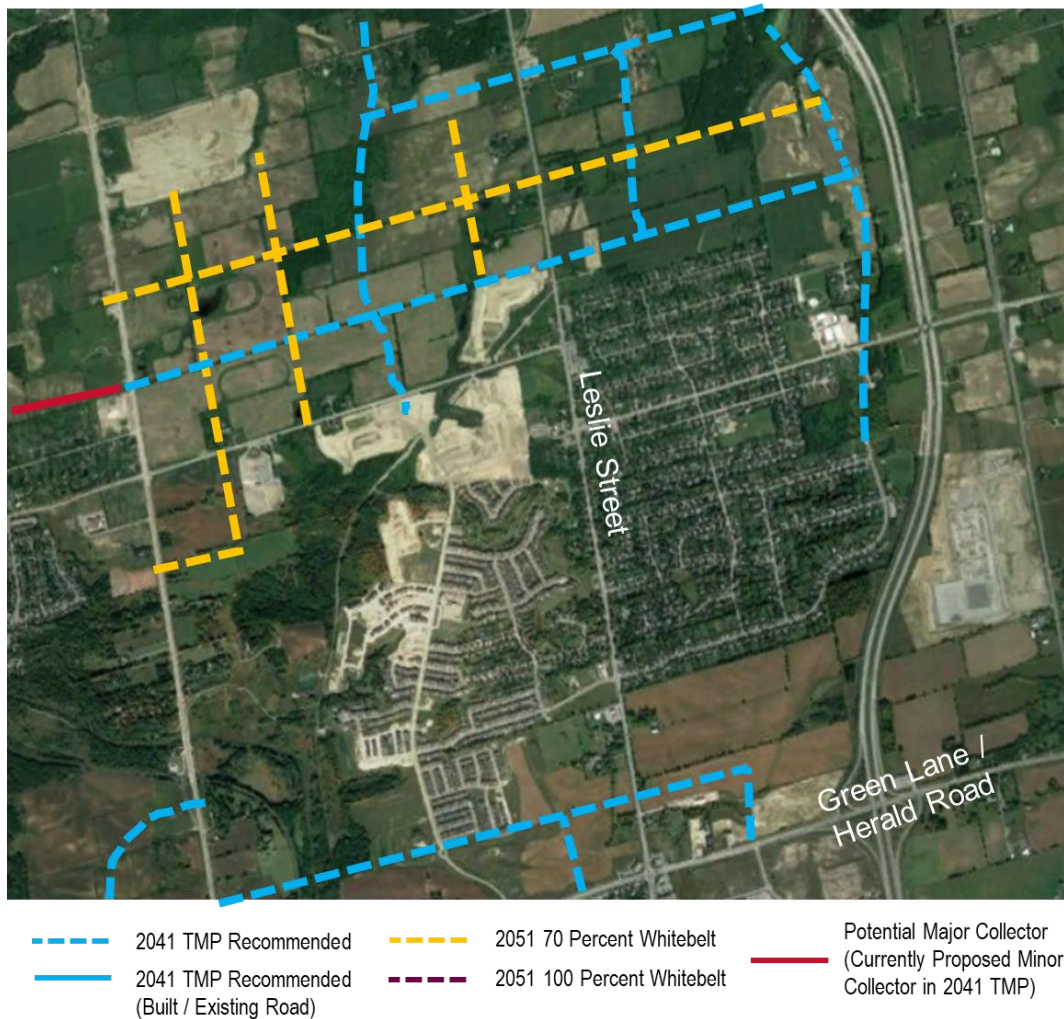 Leslie Street
Green Lane /
Herald Road
2041 TMP Recommended
2041 TMP Recommended
(Built / Existing Road)
2051 70 Percent Whitebelt
2051 100 Percent Whitebelt
Potential Major Collector
(Currently Proposed Minor
Collector in 2041 TMP)